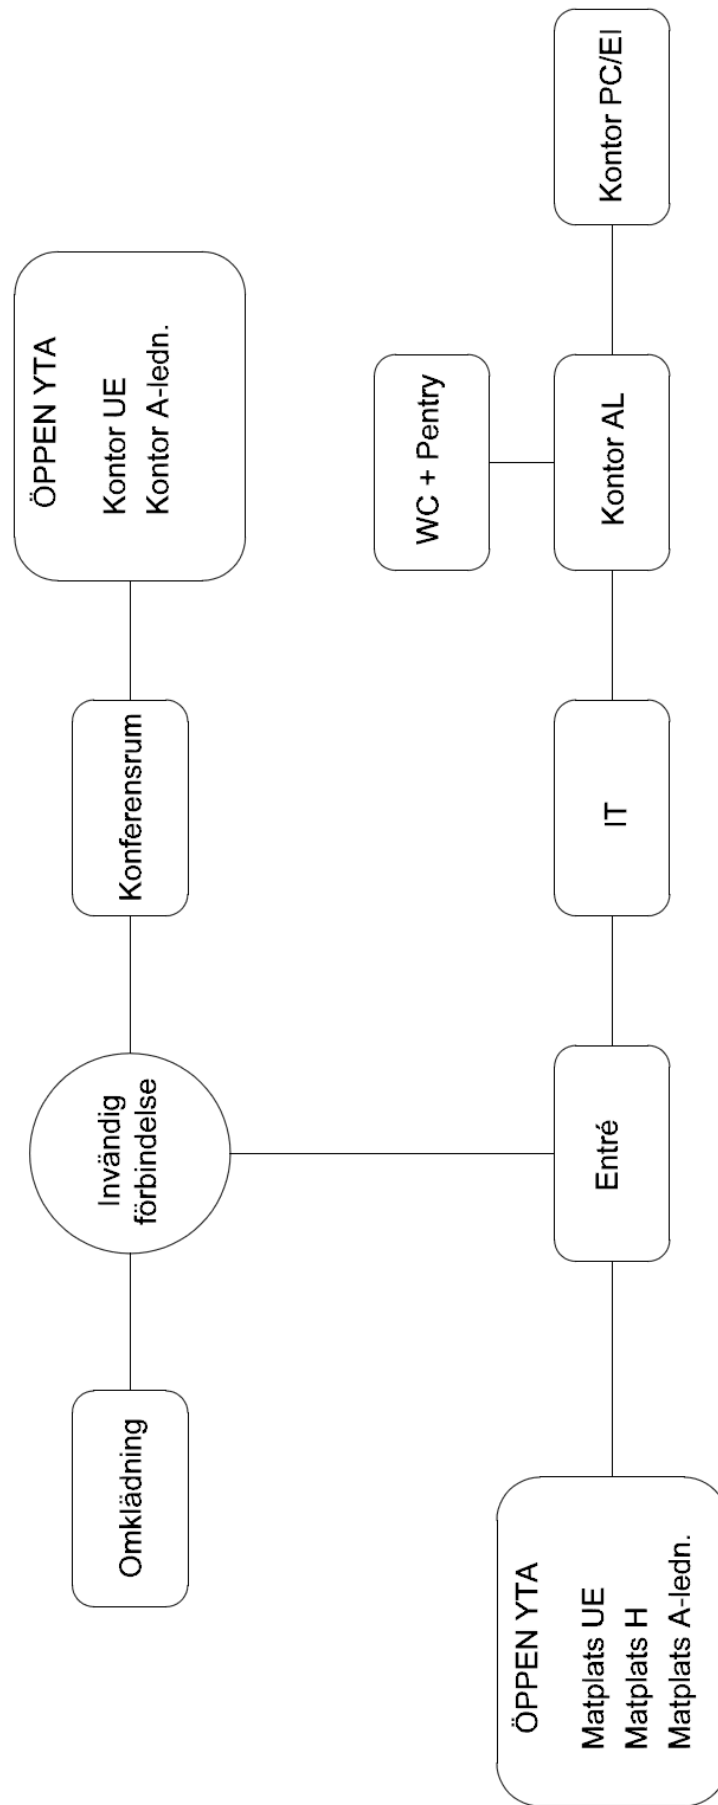 Omklädning
Invändig
förbindelse
Konferensrum
ÖPPEN YTA
Kontor UE
Kontor A-ledn.
WC + Pentry
ÖPPEN YTA
Matplats UE
Matplats H
Matplats A-ledn.
Entré
IT
Kontor AL
Kontor PC/El